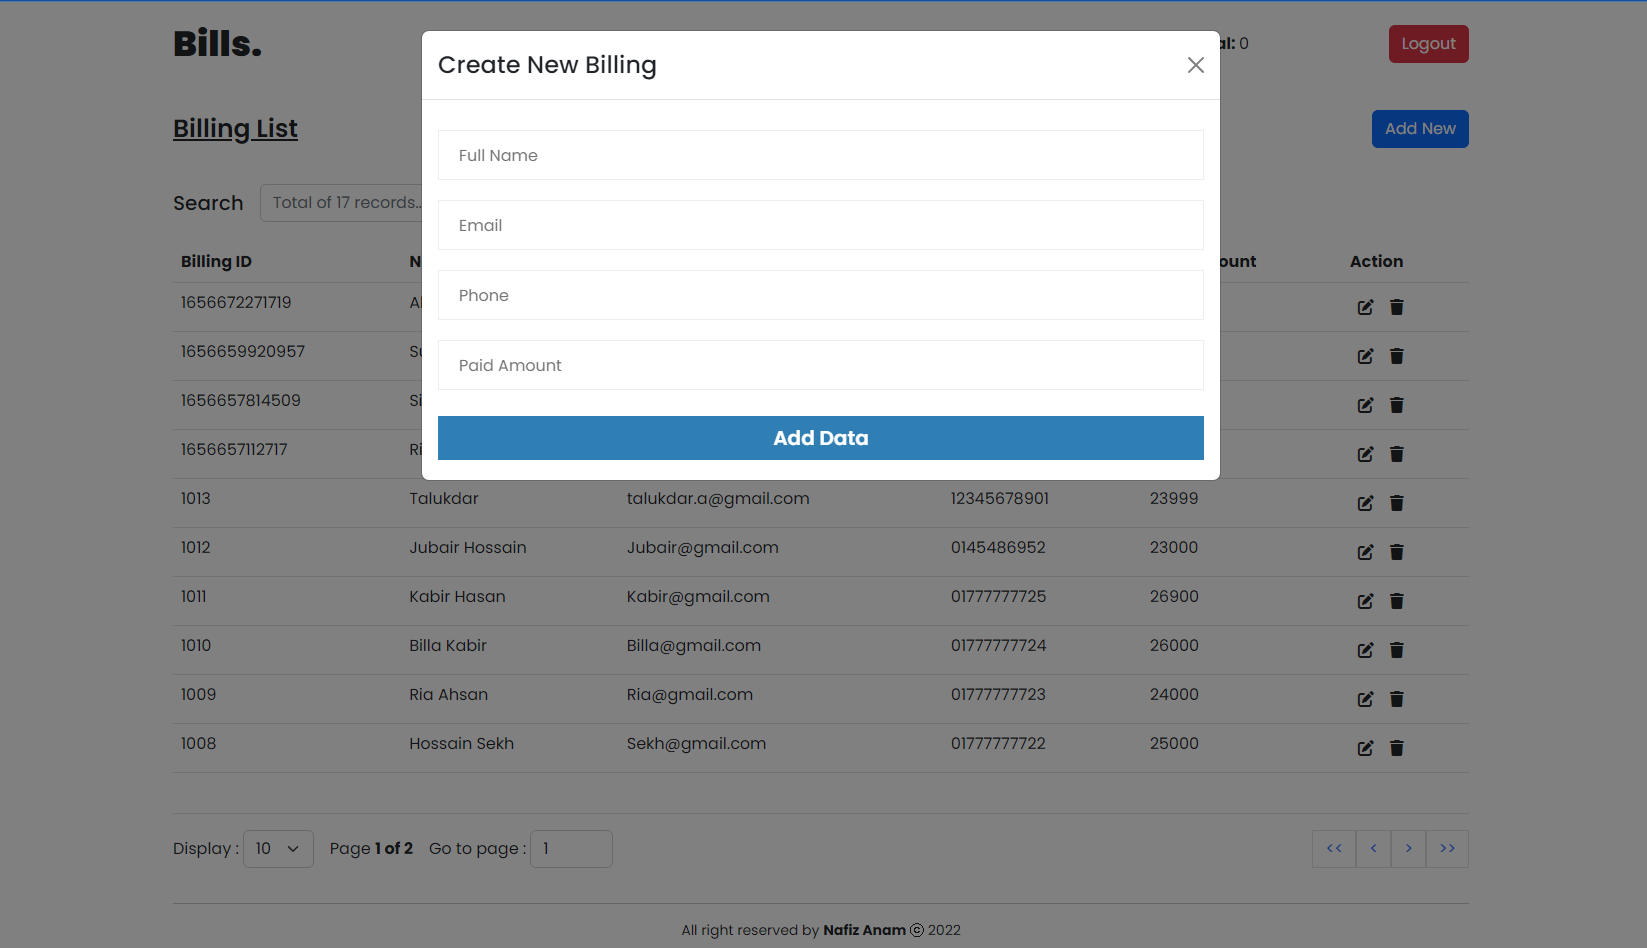 Bills.
al: 0
Logout
Create New Billing
Billing List
Add New
Full Name
Search
Total of 17 records..
Email
Billing ID
N
ount
Action
Phone
1656672271719
1656659920957
Su
Paid Amount
1656657814509
Si
Add Data
1656657112717
Ri
1013 Talukdar talukdar.a@gmail.com 12345678901 23999
1012 Jubair Hossain Jubair@gmail.com 0145486952 23000
1011 Kabir Hasan Kabir@gmail.com 01777777725 26900
1010 Billa Kabir Billa@gmail.com 01777777724 26000
1009 Ria Ahsan Ria@gmail.com 01777777723 24000
1008 Hossain Sekh Sekh@gmail.com 01777777722 25000
Display : 10 Page 1 of 2 Go to page : 1 << < > >>
All right reserved by Nafiz Anam © 2022